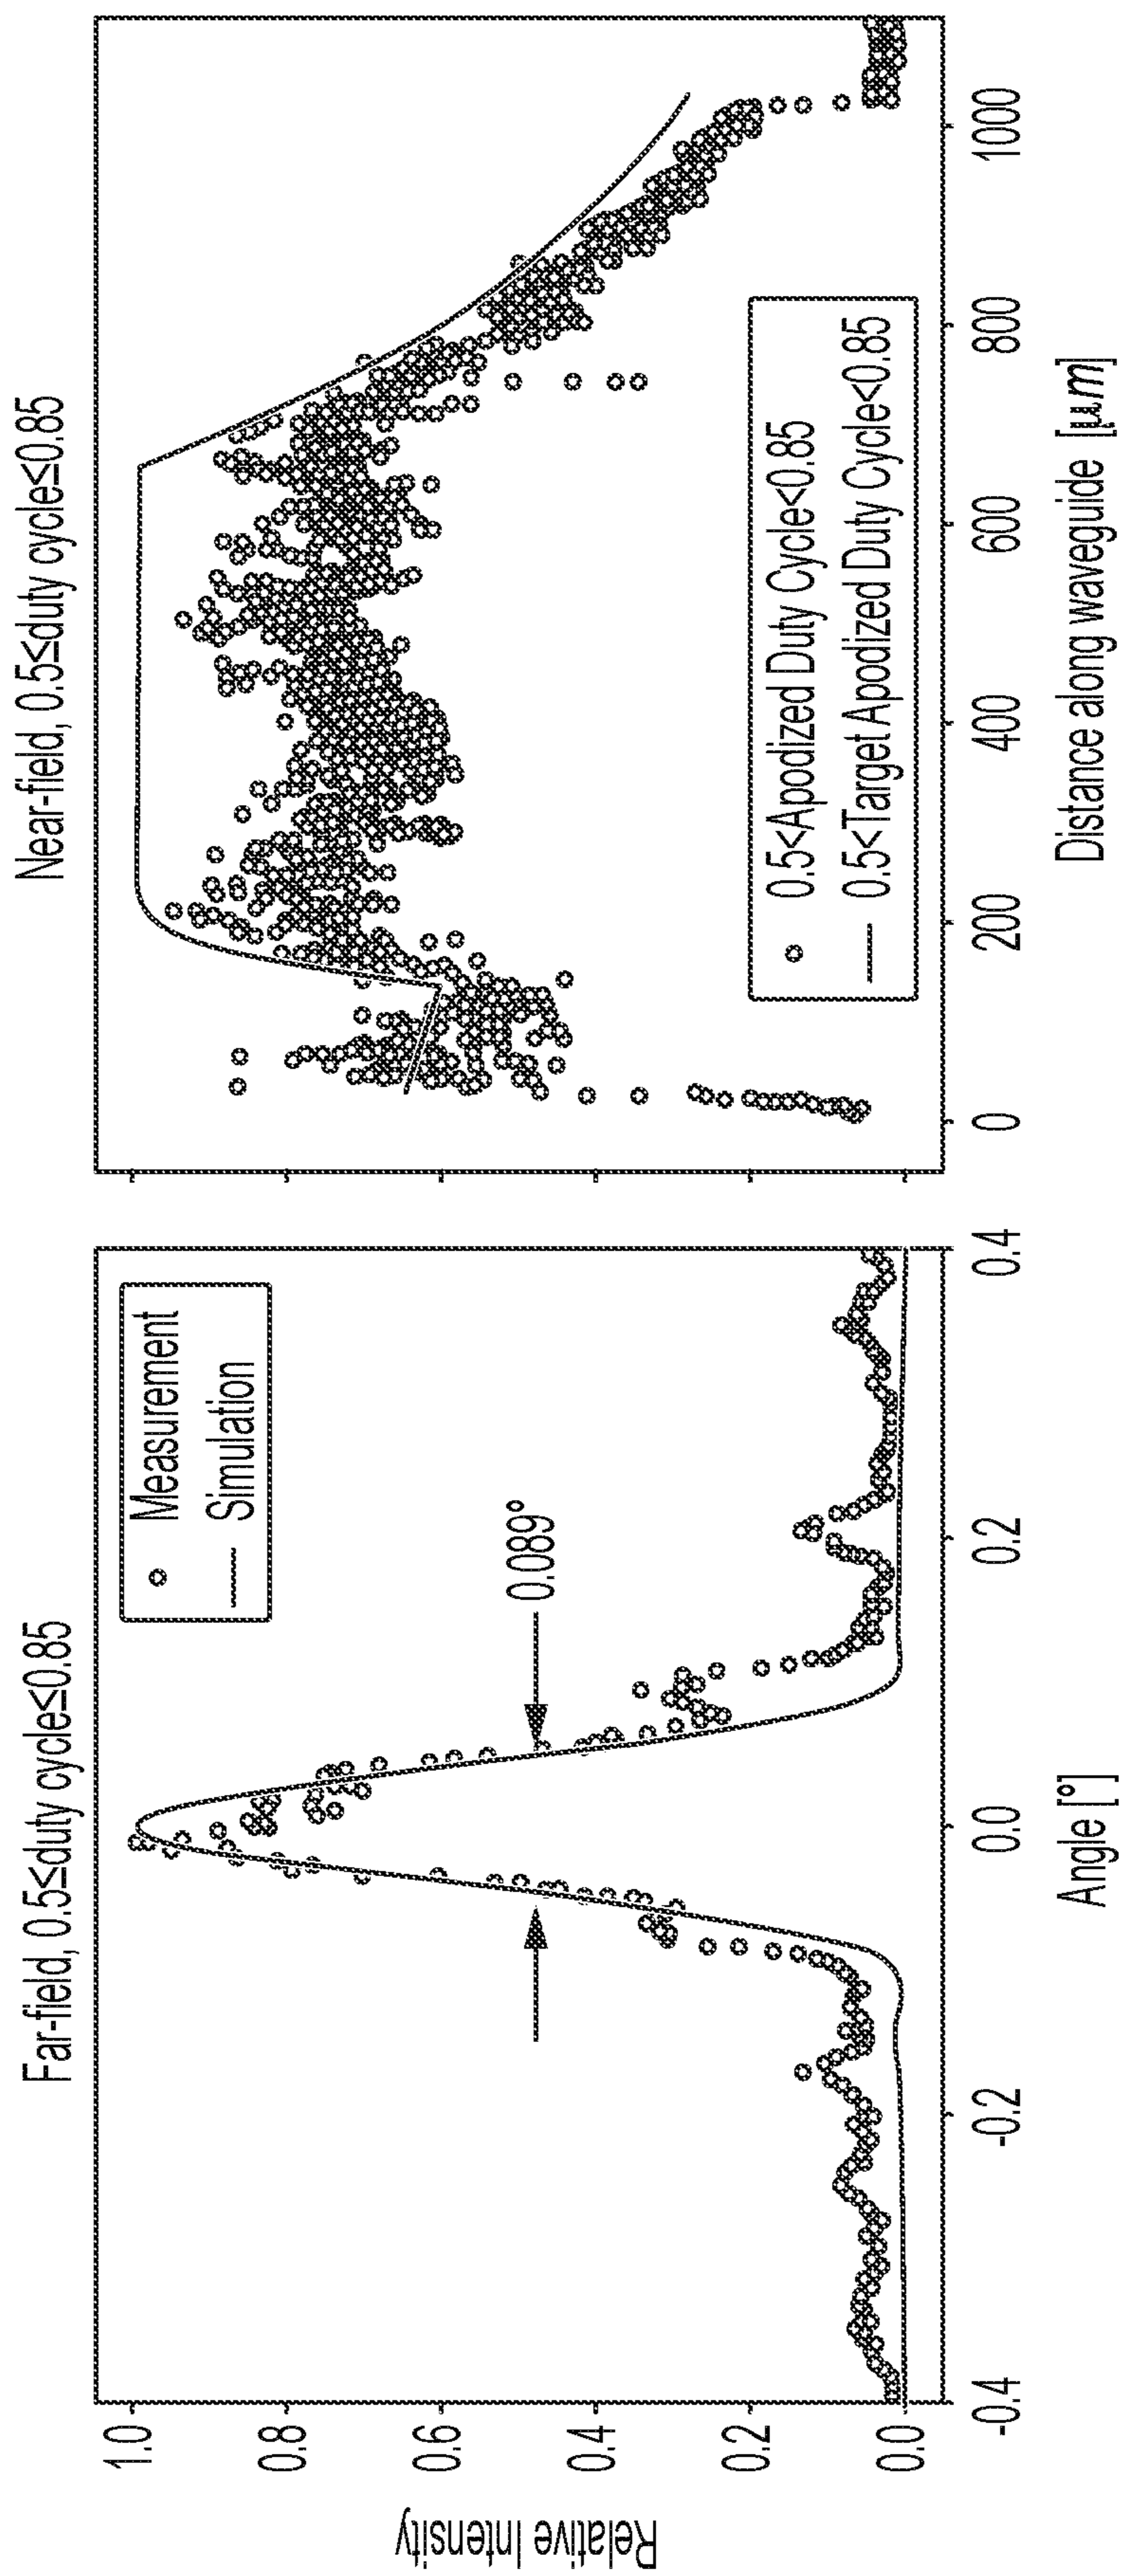 Far-field, 0.5≤duty cycle≤0.85
Relative Intensity
1.0
0.8
0.6
0.4
0.2
0.0
-0.4
-0.2
0.0
0.2
0.4
Angle [°]
Measurement
Simulation
0.089°
Near-field, 0.5≤duty cycle≤0.85
0.5<Apodized Duty Cycle<0.85
0.5<Target Apodized Duty Cycle<0.85
0
200
400
600
800
1000
Distance along waveguide [μm]